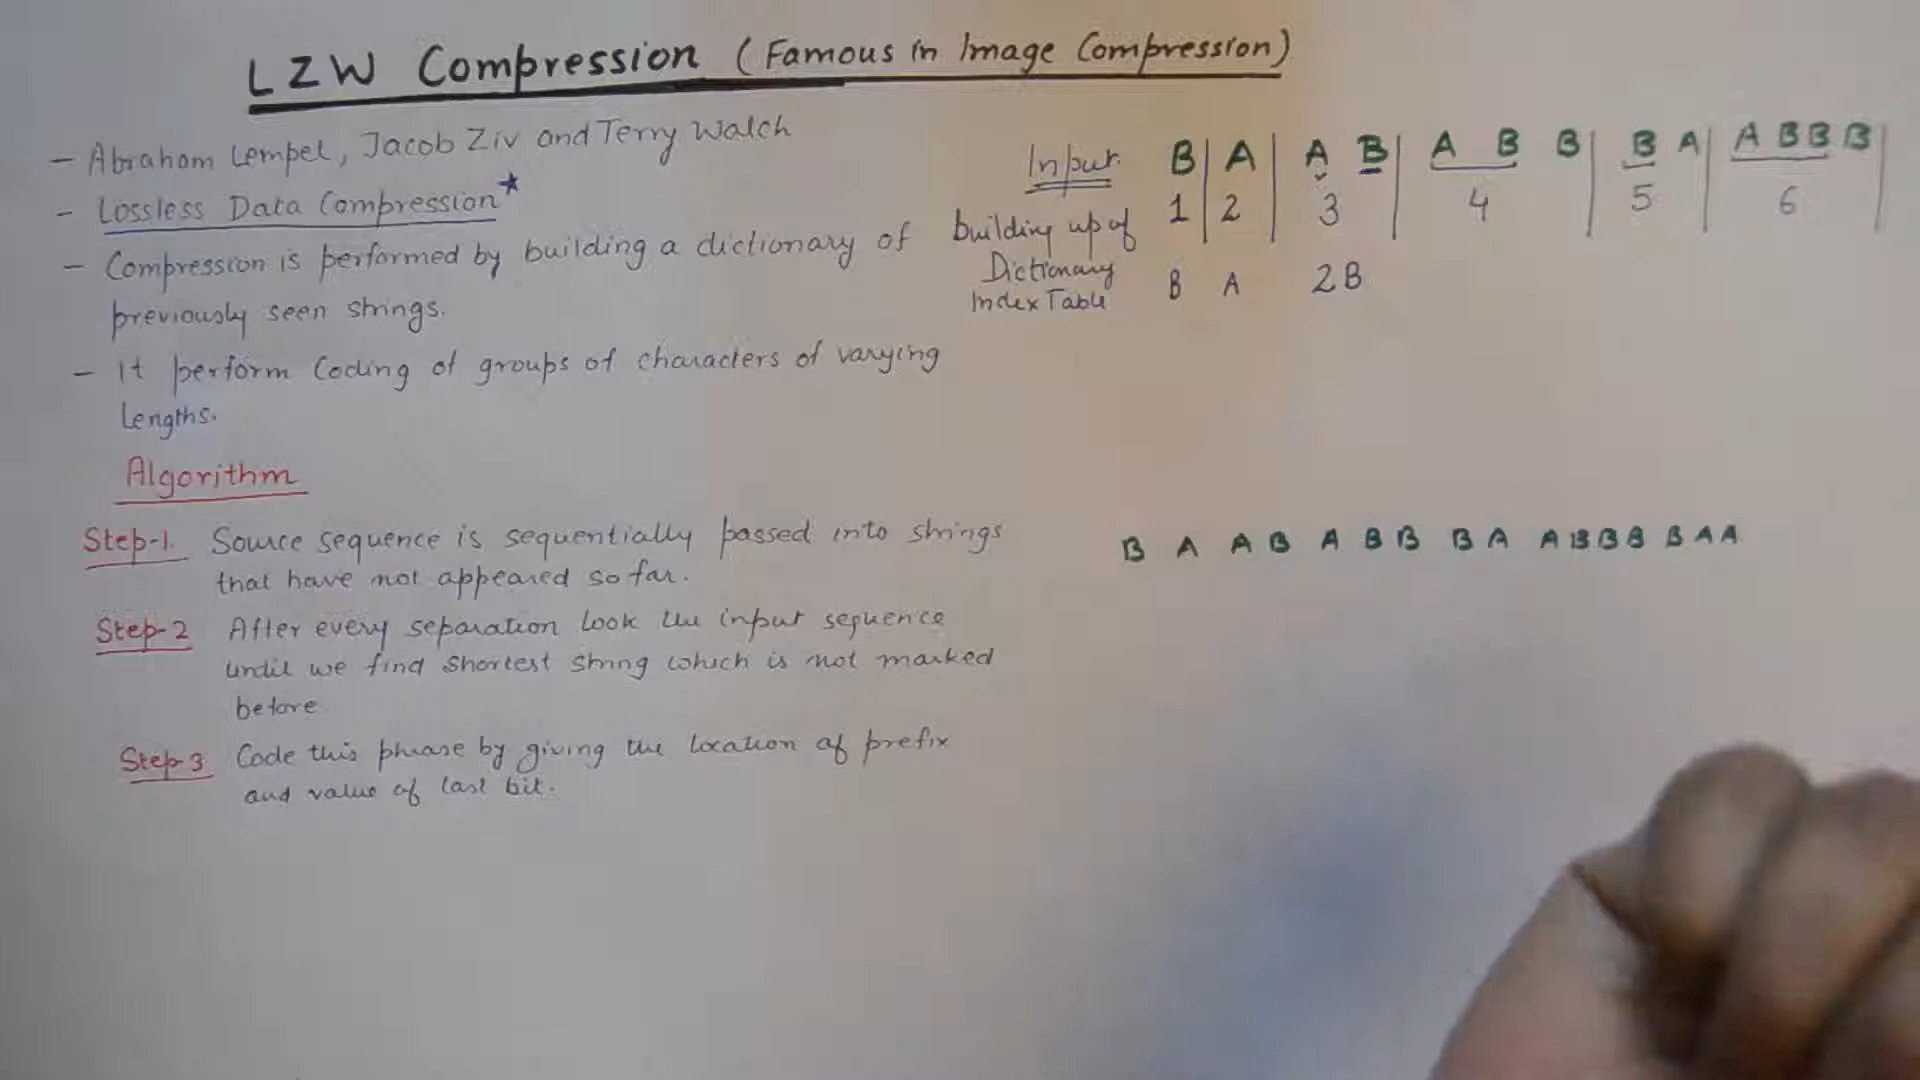 LZW Compression (Famous in Image Compression)
- Abraham Lempel, Jacob Ziv and Terry Walch
- Lossless Data Compression★
- Compression is performed by building a dictionary of
previously seen strings.
- It perform Coding of groups of characters of varying
Lengths.
Algorithm
Step-1. Source sequence is sequentially passed into strings
that have not appeared so far.
Step-2 After every separation look the input sequence
until we find shortest string which is not marked
before
Step-3 Code this phrase by giving the location of prefix
and value of last bit.
Input B | A | A B | A B B | B A | A B B B |
1 | 2 | 3 | 4 | 5 | 6 |
building up of
Dictionary
Index Table
B A 2B
B A A B A B B B A A B B B B A A